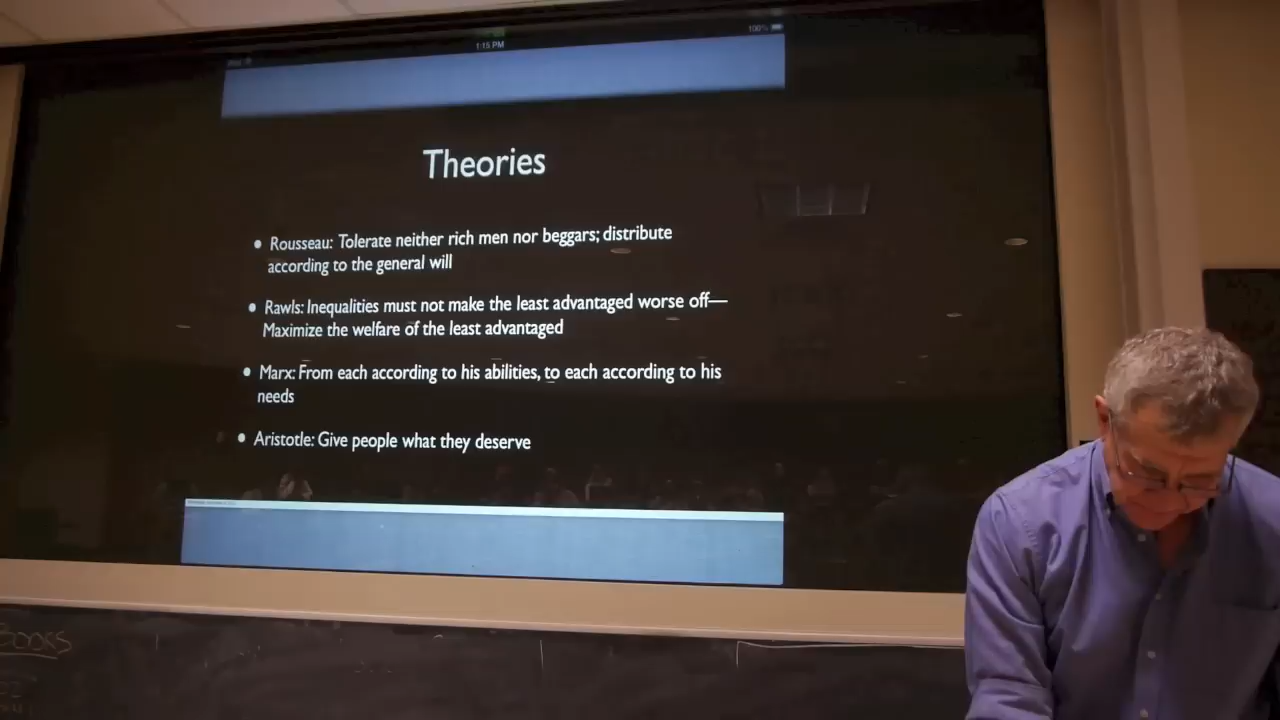 1:15 PM
100%
Theories
• Rousseau: Tolerate neither rich men nor beggars; distribute
according to the general will
• Rawls: Inequalities must not make the least advantaged worse off—
Maximize the welfare of the least advantaged
• Marx: From each according to his abilities, to each according to his
needs
• Aristotle: Give people what they deserve
BOOKS